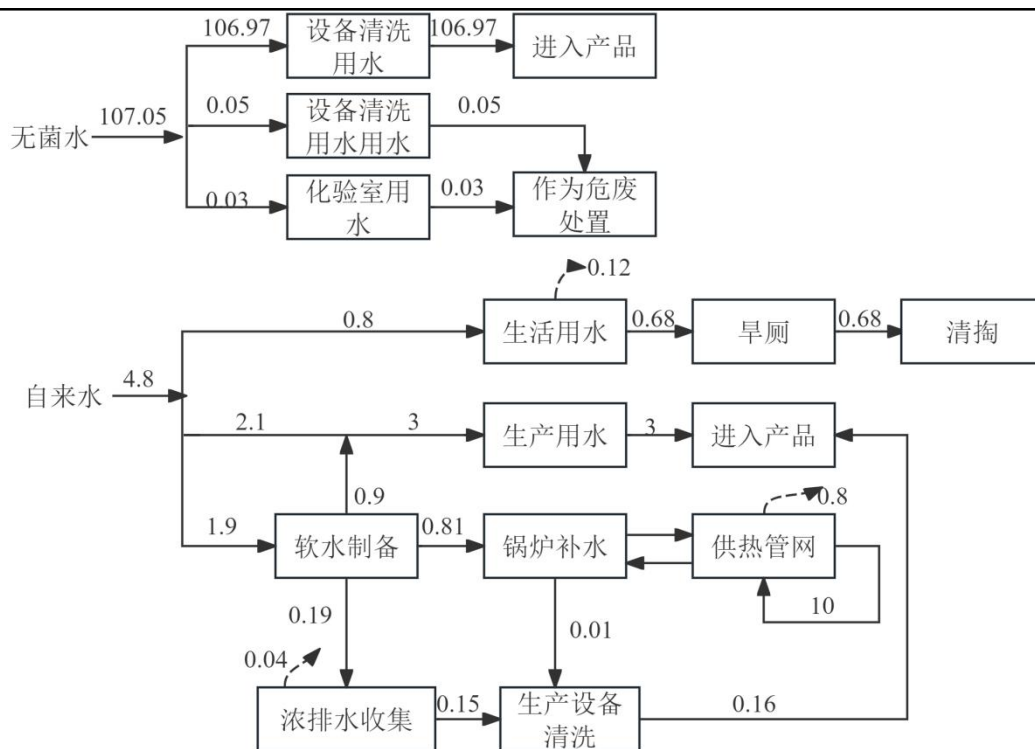 106.97
设备清洗
用水
106.97
进入产品
无菌水
107.05
0.05
设备清洗
用水用水
0.05
0.03
化验室用
水
0.03
作为危废
处置
0.12
0.8
生活用水
0.68
旱厕
0.68
清掏
自来水
4.8
2.1
3
生产用水
3
进入产品
0.9
0.8
1.9
软水制备
0.81
锅炉补水
供热管网
10
0.19
0.01
0.04
浓排水收集
0.15
生产设备
清洗
0.16